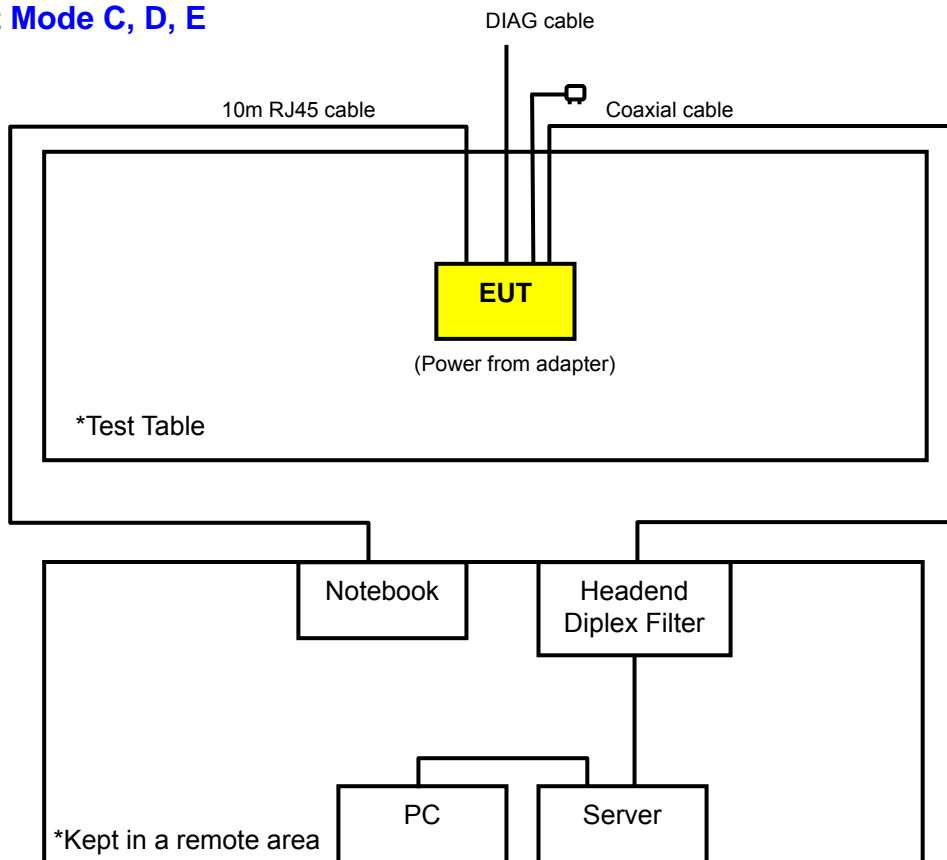 Mode C, D, E
DIAG cable
10m RJ45 cable
Coaxial cable
EUT
(Power from adapter)
*Test Table
Notebook
Headend
Diplex Filter
PC
Server
*Kept in a remote area